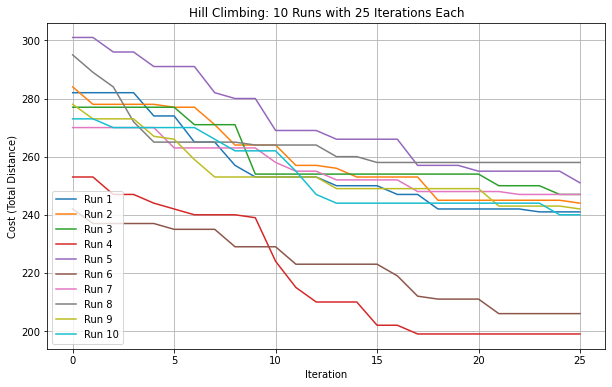 Hill Climbing: 10 Runs with 25 Iterations Each
300
280
260
240
220
200
Cost (Total Distance)
Run 1
Run 2
Run 3
Run 4
Run 5
Run 6
Run 7
Run 8
Run 9
Run 10
0 5 10 15 20 25
Iteration